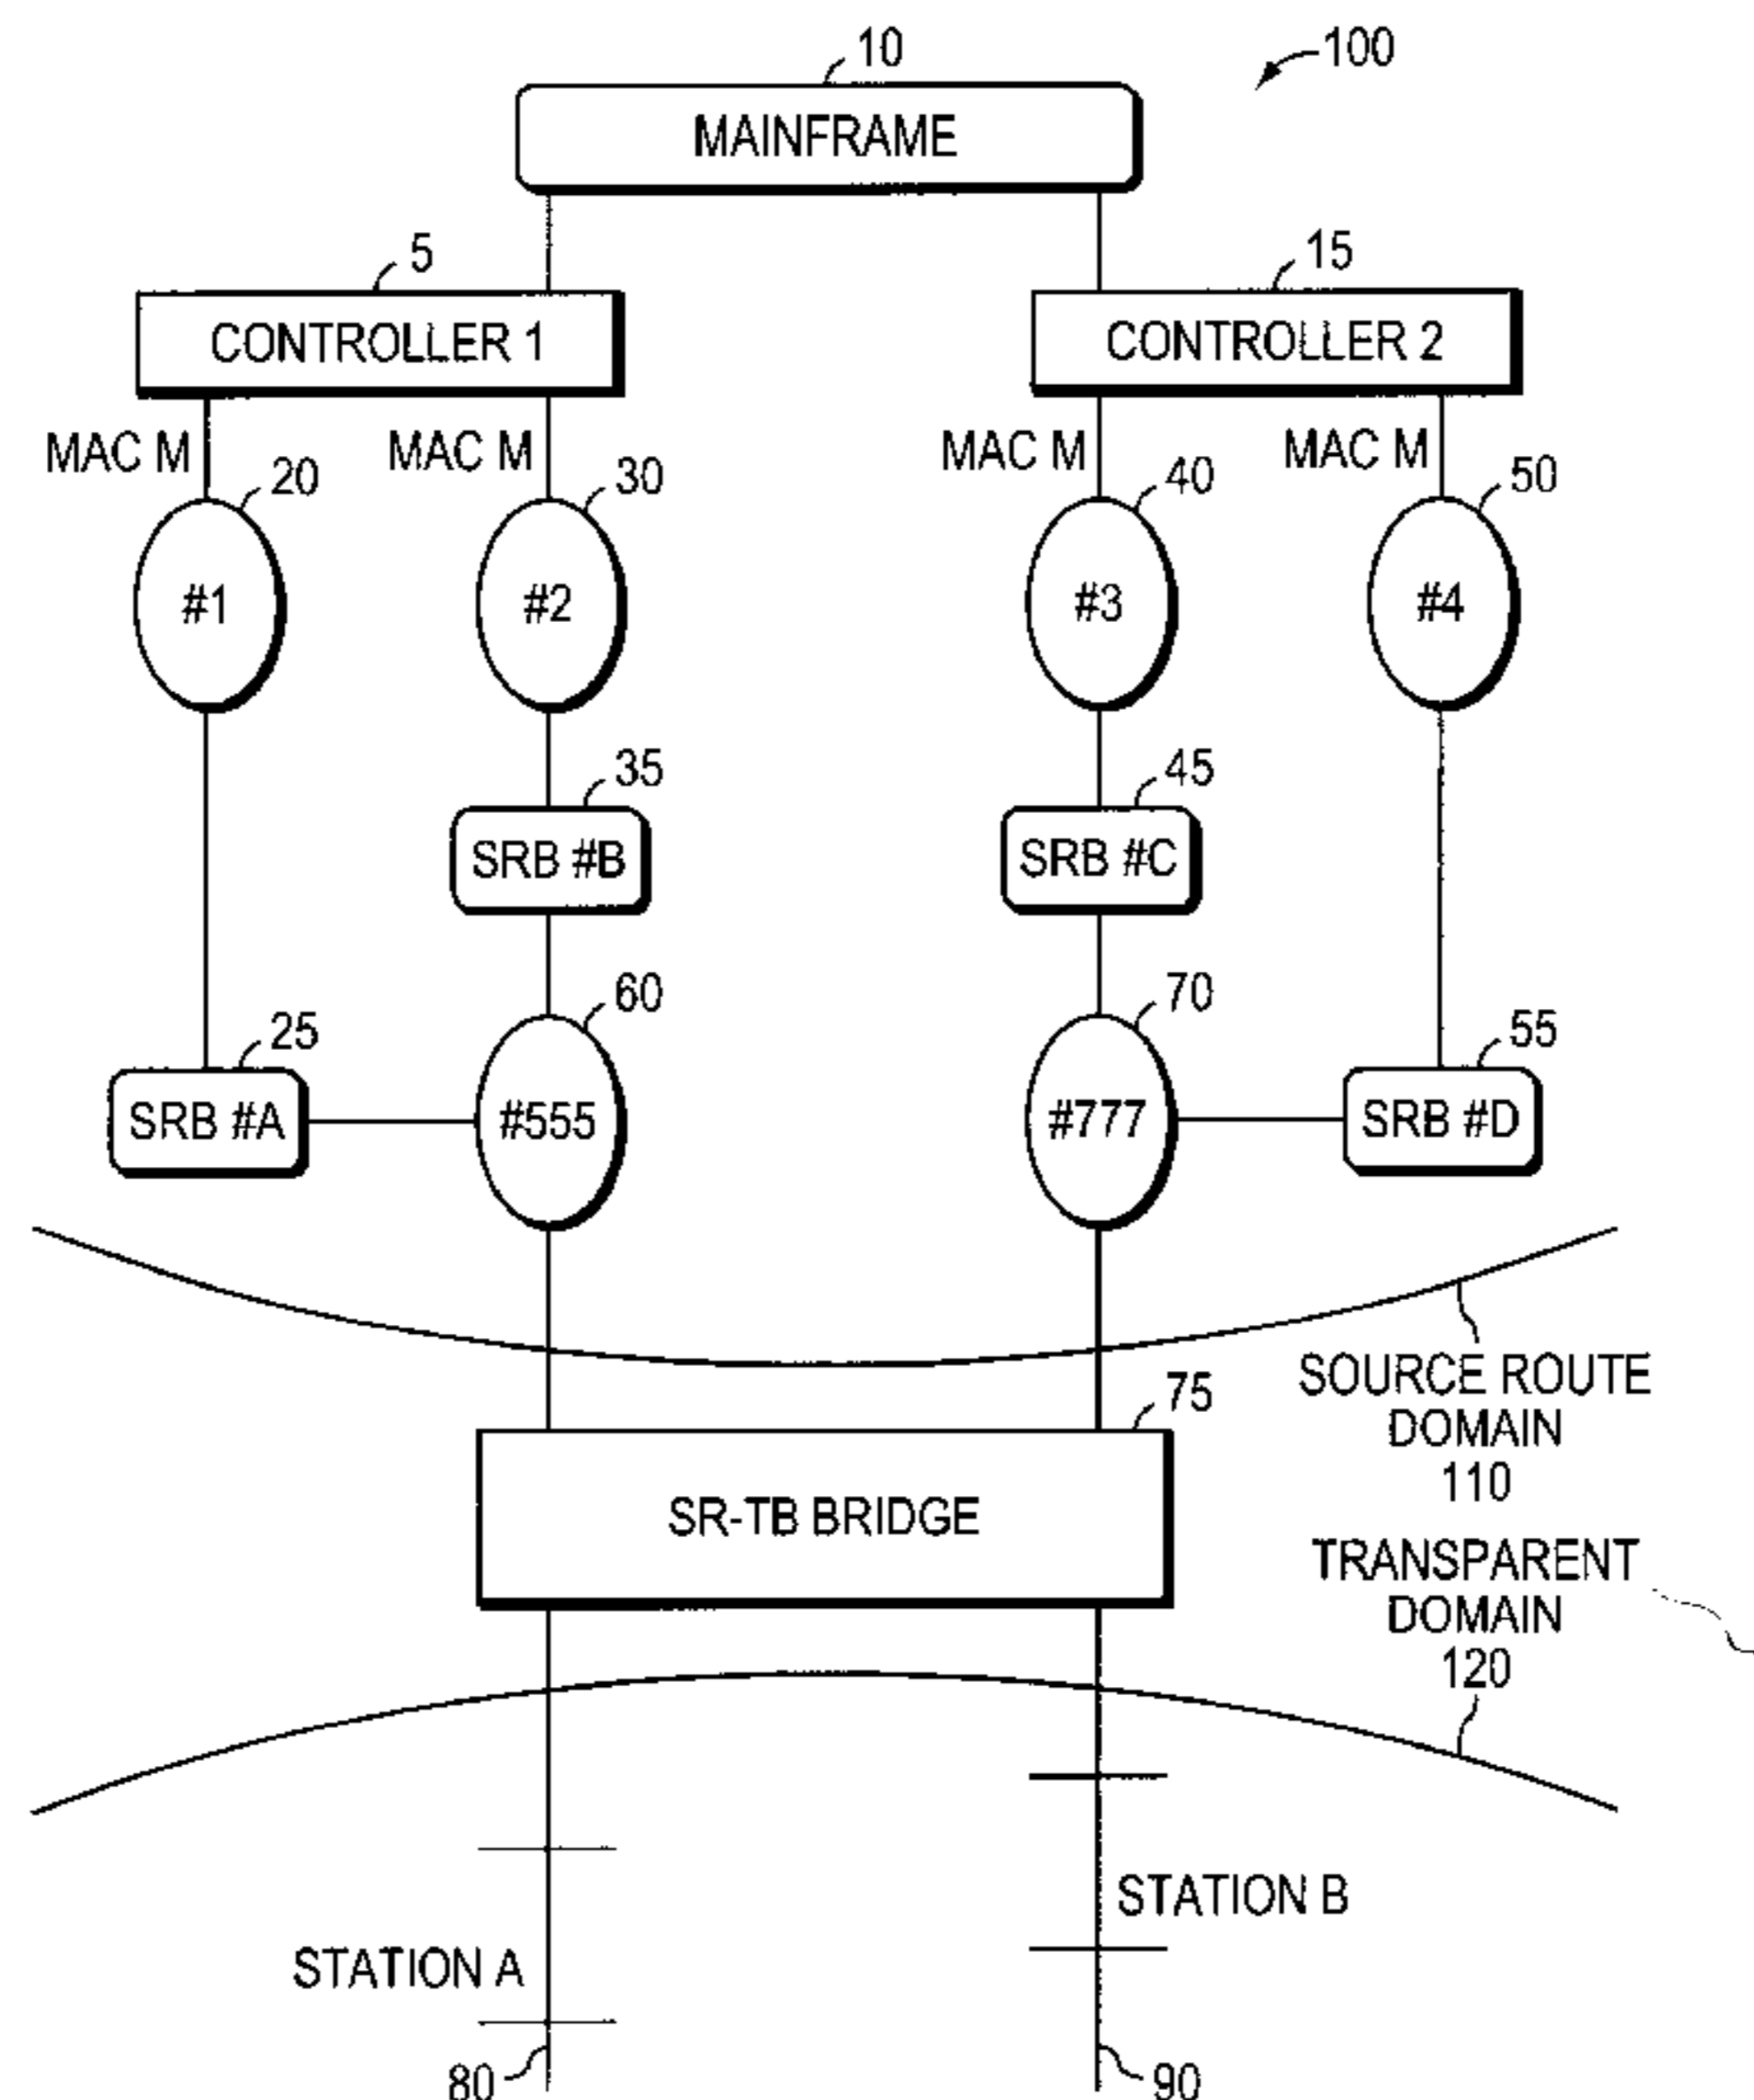 10
100
MAINFRAME
5
15
CONTROLLER 1
CONTROLLER 2
MAC M
MAC M
MAC M
MAC M
20
30
40
50
#1
#2
#3
#4
35
45
SRB #B
SRB #C
60
70
25
55
SRB #A
#555
#777
SRB #D
SOURCE ROUTE
DOMAIN
110
75
SR-TB BRIDGE
TRANSPARENT
DOMAIN
120
STATION B
STATION A
80
90